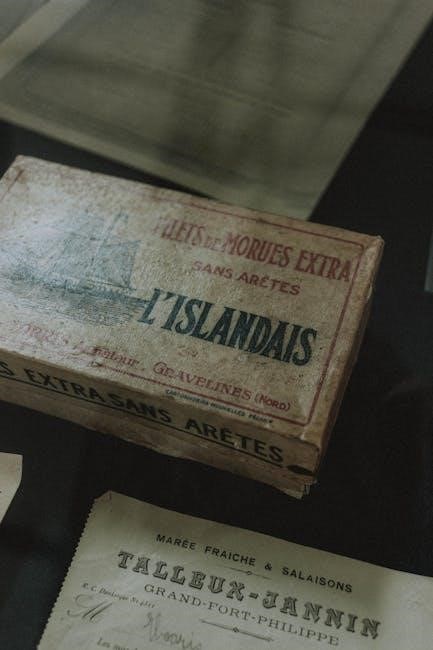 FILETS DE MORUES EXTRA
SANS ARÊTES
L'ISLANDAIS
GRAVELINES (NORD)
EXTRA SANS ARÊTES
MARÉE FRAICHE & SALAISONS
TALLEUX-JANNIN
GRAND-FORT-PHILIPPE
R. C.
M
Les